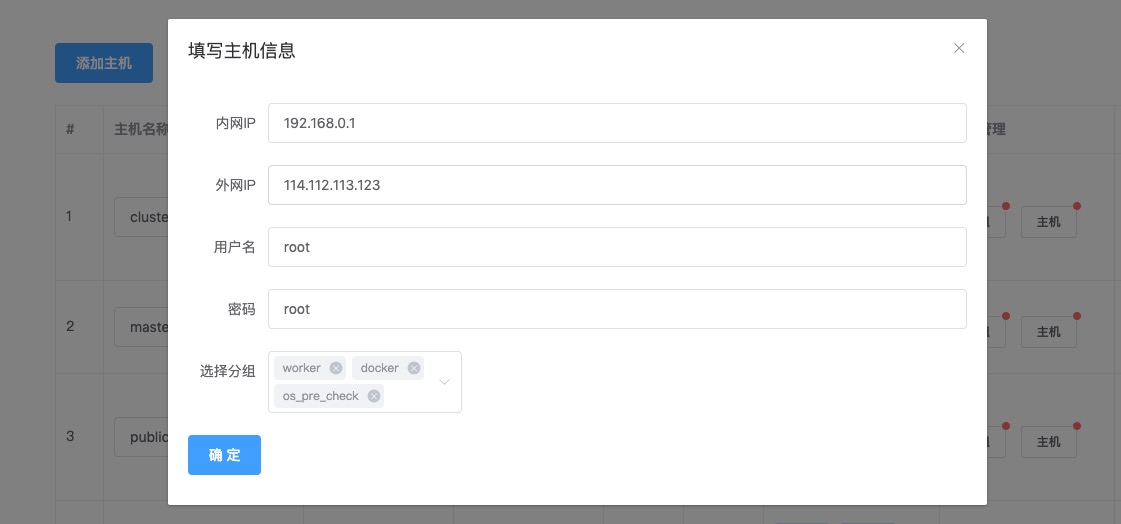 填写主机信息
添加主机
# 主机名称 管理
内网IP 192.168.0.1
外网IP 114.112.113.123
1 cluste 主机
用户名 root
密码 root
2 maste 主机
选择分组 worker docker
os_pre_check
3 public 主机
确 定